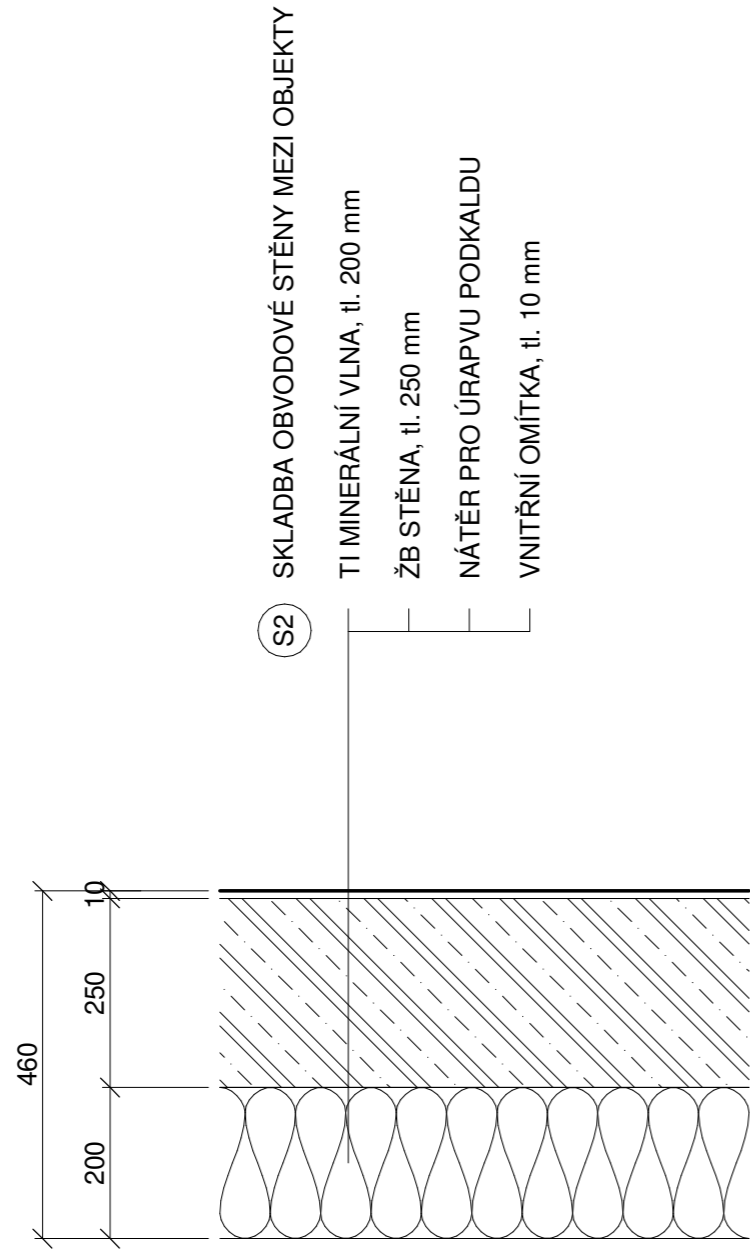 S2 SKLADBA OBVODOVÉ STĚNY MEZI OBJEKTY
TI MINERÁLNÍ VLNA, tl. 200 mm
ŽB STĚNA, tl. 250 mm
NÁTĚR PRO ÚRAPVU PODKALDU
VNITŘNÍ OMÍTKA, tl. 10 mm
460
200
250
10